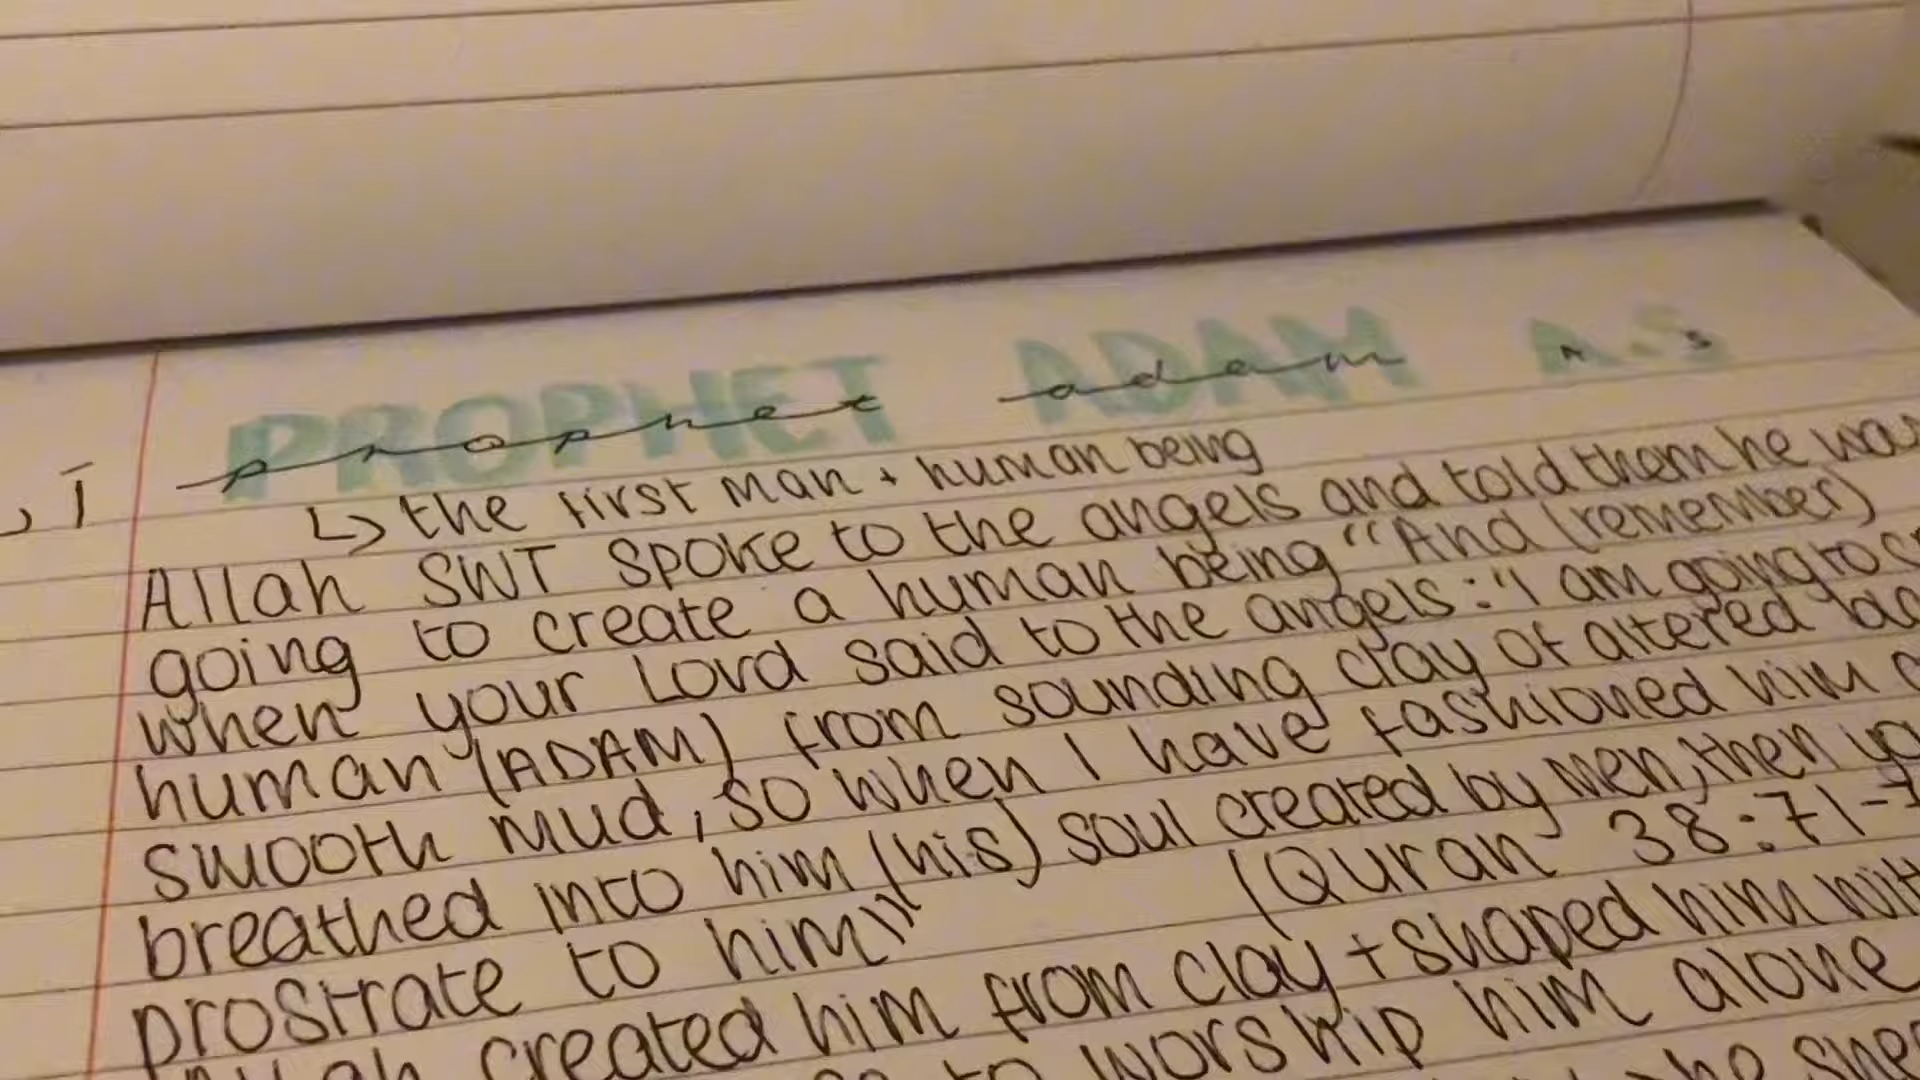 PROPHET ADAM A.S
prophet adam A S
↳ the first man + human being
Allah SWT spoke to the angels and told them he was
going to create a human being "And (remember)
when your Lord said to the angels: "I am going to
human (ADAM) from sounding clay of altered
smooth mud, so when I have fashioned him
breathed into him (his) soul created by Men, then
prostrate to him"
(Quran 38:71-
created him from clay + shaped him
to worship him alone